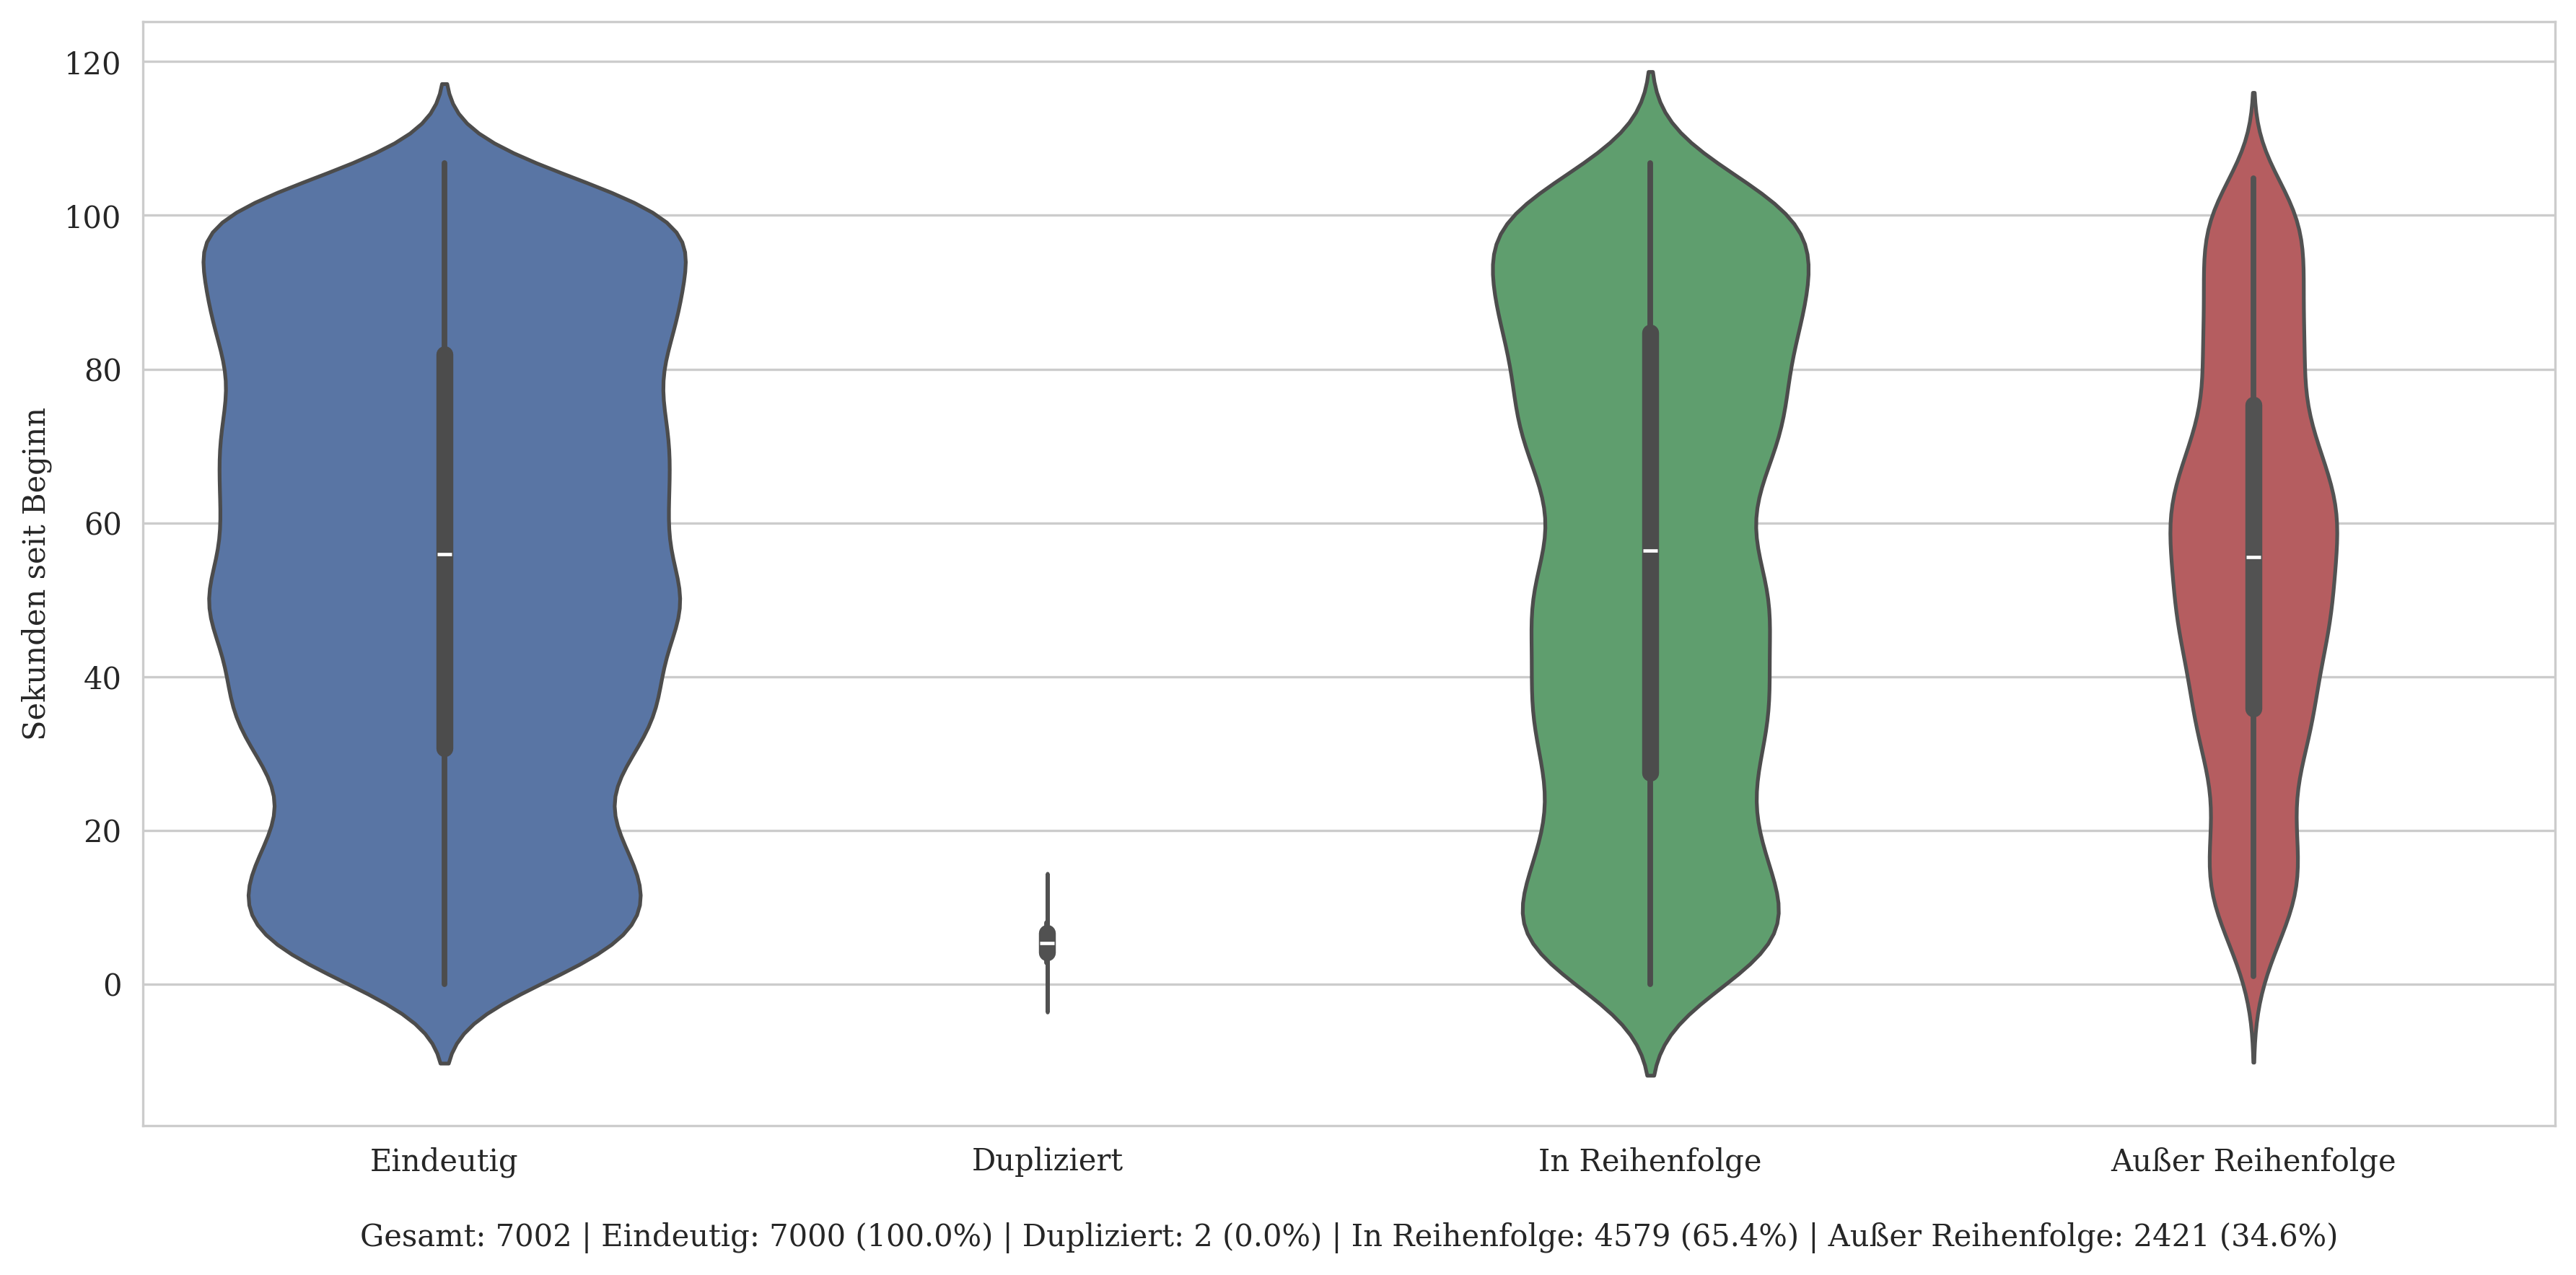 120
100
80
60
40
20
0
Sekunden seit Beginn
Eindeutig
Dupliziert
In Reihenfolge
Außer Reihenfolge
Gesamt: 7002 | Eindeutig: 7000 (100.0%) | Dupliziert: 2 (0.0%) | In Reihenfolge: 4579 (65.4%) | Außer Reihenfolge: 2421 (34.6%)